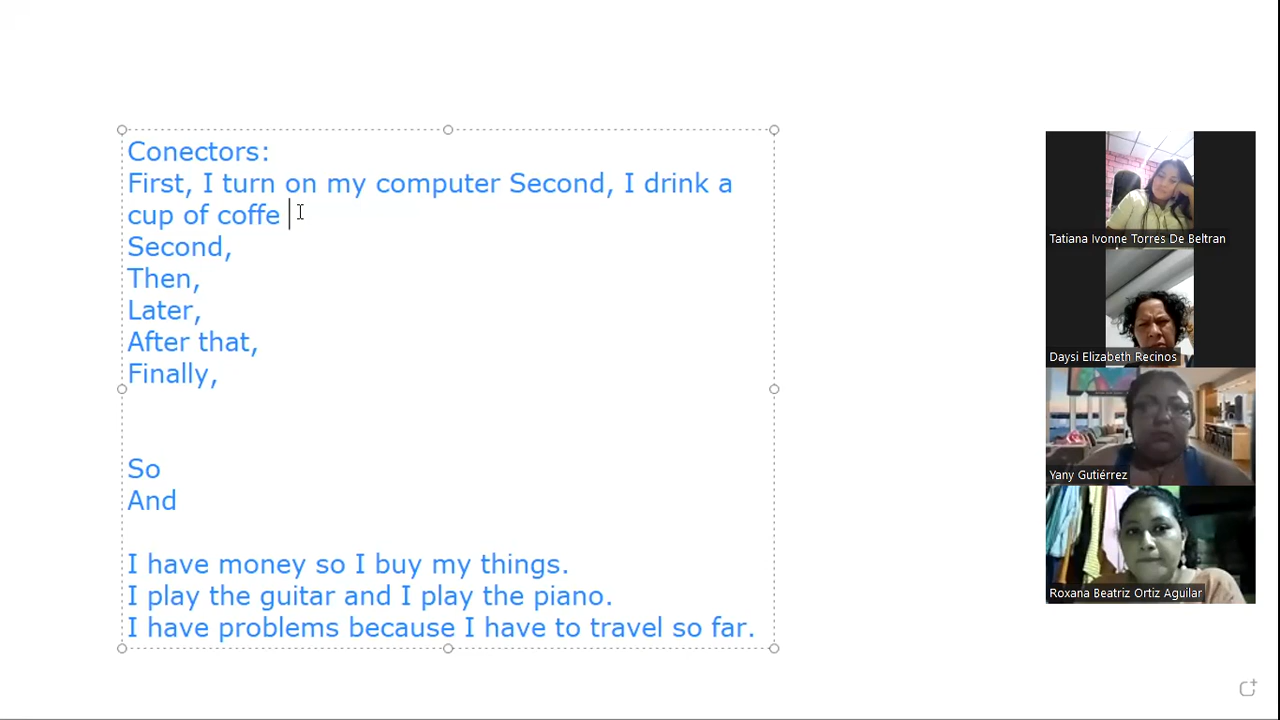 Conectors:
First, I turn on my computer Second, I drink a
cup of coffe
Second,
Then,
Later,
After that,
Finally,
So
And
I have money so I buy my things.
I play the guitar and I play the piano.
I have problems because I have to travel so far.
Tatiana Ivonne Torres De Beltran
Daysi Elizabeth Recinos
Yany Gutiérrez
Roxana Beatriz Ortiz Aguilar